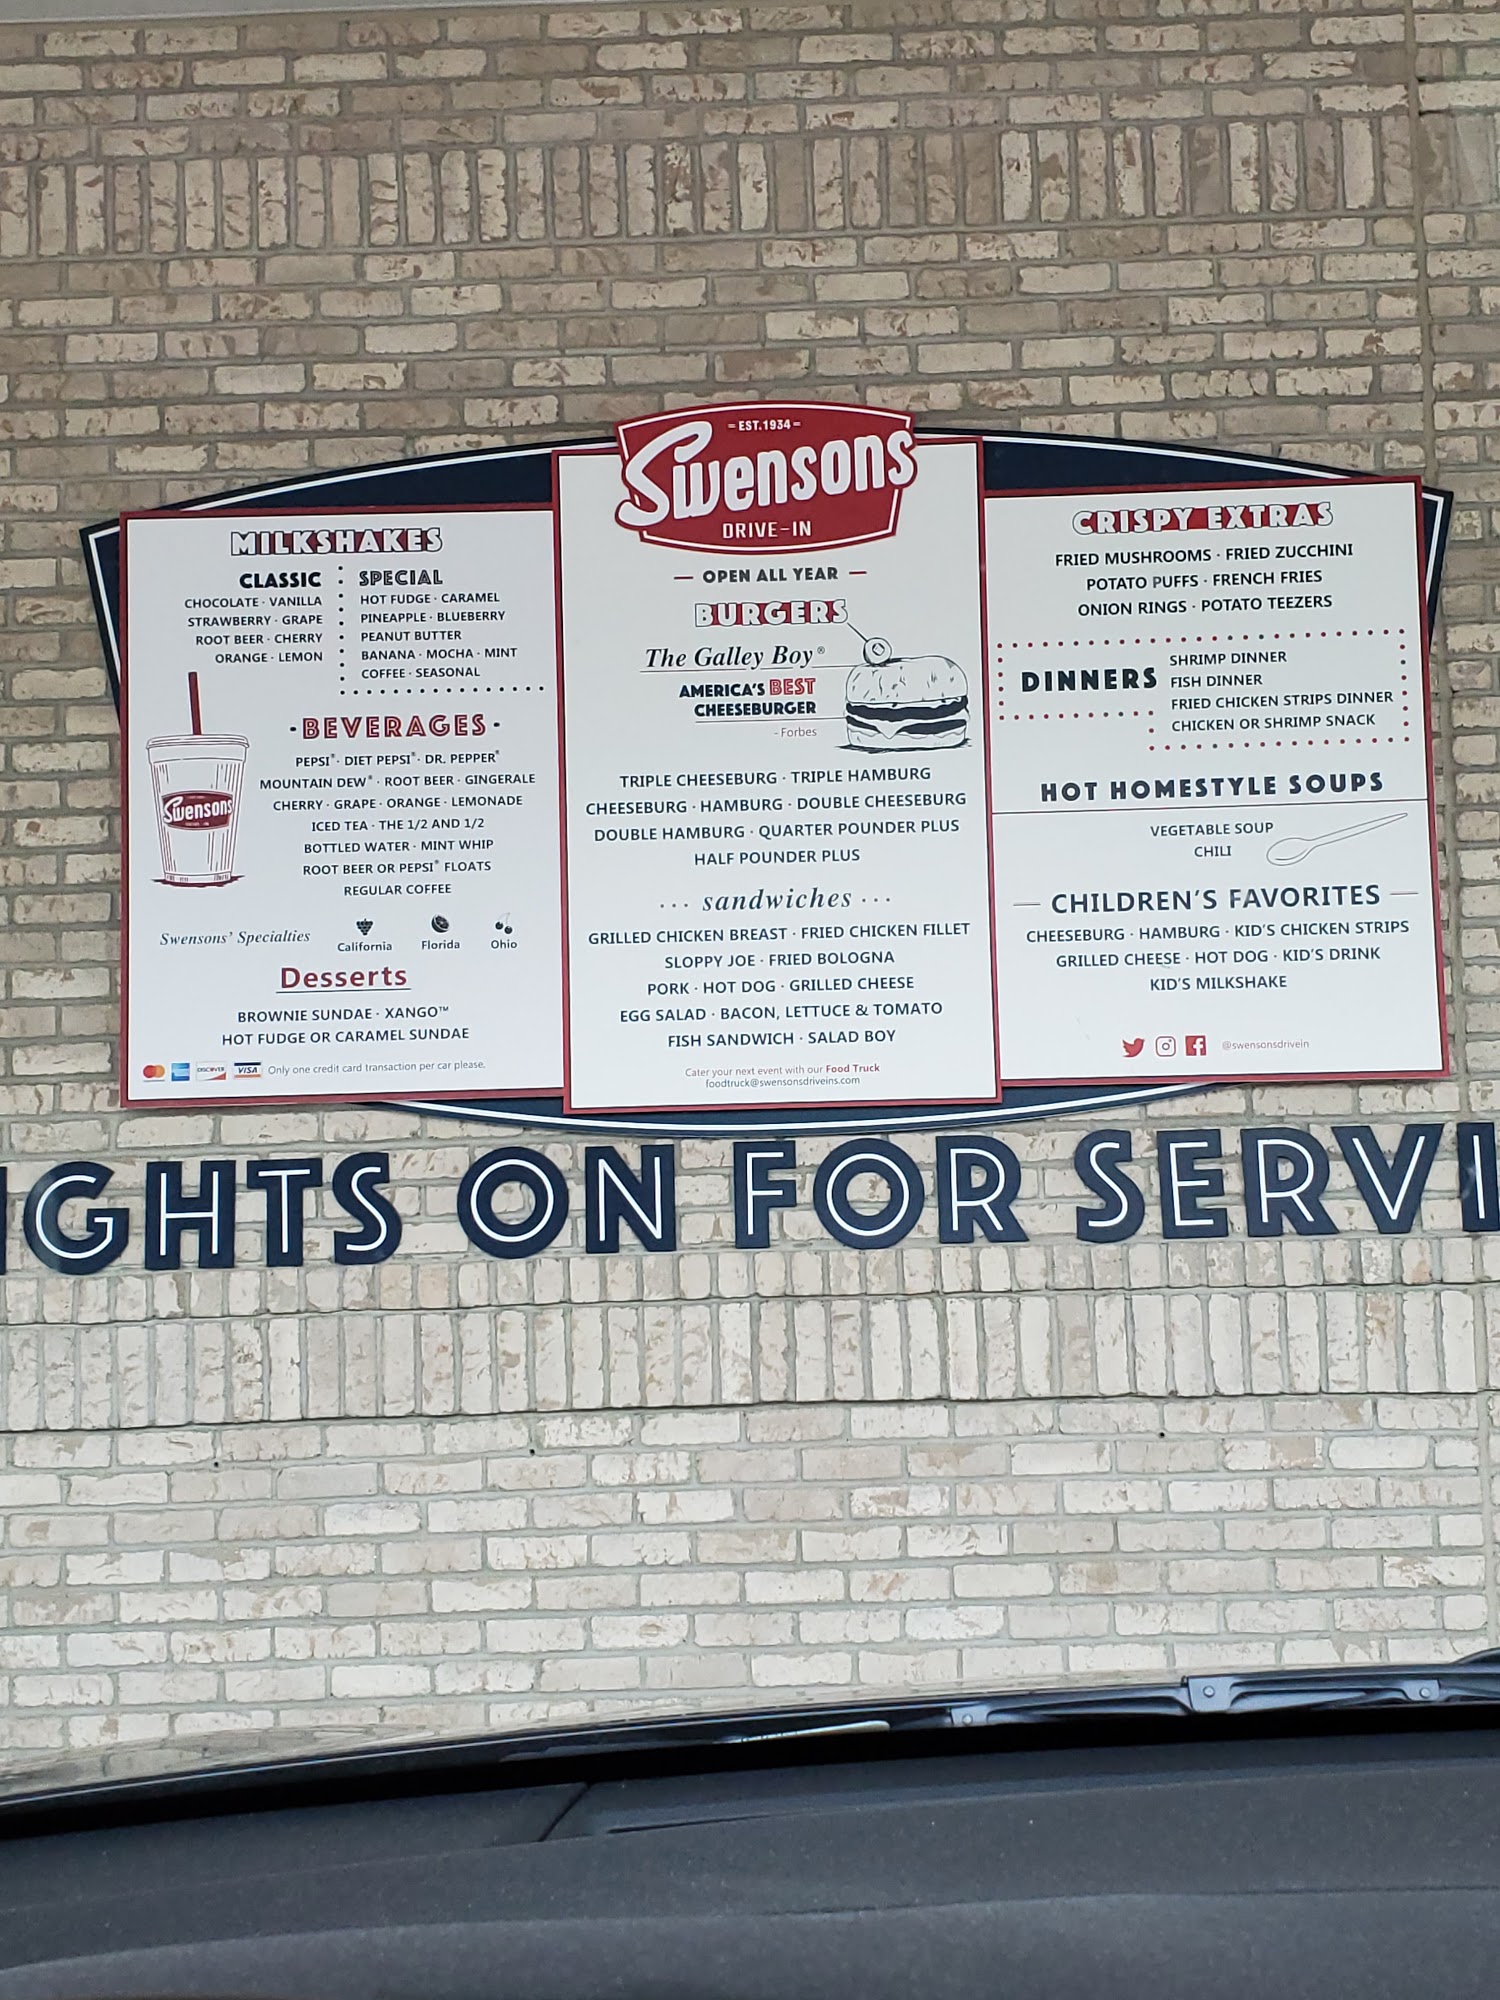 =EST.1934=
Swensons
DRIVE-IN
MILKSHAKES
CLASSIC
CHOCOLATE · VANILLA
STRAWBERRY · GRAPE
ROOT BEER · CHERRY
ORANGE · LEMON
SPECIAL
HOT FUDGE · CARAMEL
PINEAPPLE · BLUEBERRY
PEANUT BUTTER
BANANA · MOCHA · MINT
COFFEE · SEASONAL
·BEVERAGES·
PEPSI® · DIET PEPSI® · DR. PEPPER®
MOUNTAIN DEW® · ROOT BEER · GINGERALE
CHERRY · GRAPE · ORANGE · LEMONADE
ICED TEA · THE 1/2 AND 1/2
BOTTLED WATER · MINT WHIP
ROOT BEER OR PEPSI® FLOATS
REGULAR COFFEE
Swensons
Swensons' Specialties
California
Florida
Ohio
Desserts
BROWNIE SUNDAE · XANGO™
HOT FUDGE OR CARAMEL SUNDAE
DISCOVER
VISA
Only one credit card transaction per car please.
— OPEN ALL YEAR —
BURGERS
The Galley Boy®
AMERICA'S BEST
CHEESEBURGER
- Forbes
TRIPLE CHEESEBURG · TRIPLE HAMBURG
CHEESEBURG · HAMBURG · DOUBLE CHEESEBURG
DOUBLE HAMBURG · QUARTER POUNDER PLUS
HALF POUNDER PLUS
··· sandwiches ···
GRILLED CHICKEN BREAST · FRIED CHICKEN FILLET
SLOPPY JOE · FRIED BOLOGNA
PORK · HOT DOG · GRILLED CHEESE
EGG SALAD · BACON, LETTUCE & TOMATO
FISH SANDWICH · SALAD BOY
Cater your next event with our Food Truck
foodtruck@swensonsdriveins.com
CRISPY EXTRAS
FRIED MUSHROOMS · FRIED ZUCCHINI
POTATO PUFFS · FRENCH FRIES
ONION RINGS · POTATO TEEZERS
DINNERS
SHRIMP DINNER
FISH DINNER
FRIED CHICKEN STRIPS DINNER
CHICKEN OR SHRIMP SNACK
HOT HOMESTYLE SOUPS
VEGETABLE SOUP
CHILI
— CHILDREN'S FAVORITES —
CHEESEBURG · HAMBURG · KID'S CHICKEN STRIPS
GRILLED CHEESE · HOT DOG · KID'S DRINK
KID'S MILKSHAKE
@swensonsdrivein
IGHTS ON FOR SERVI